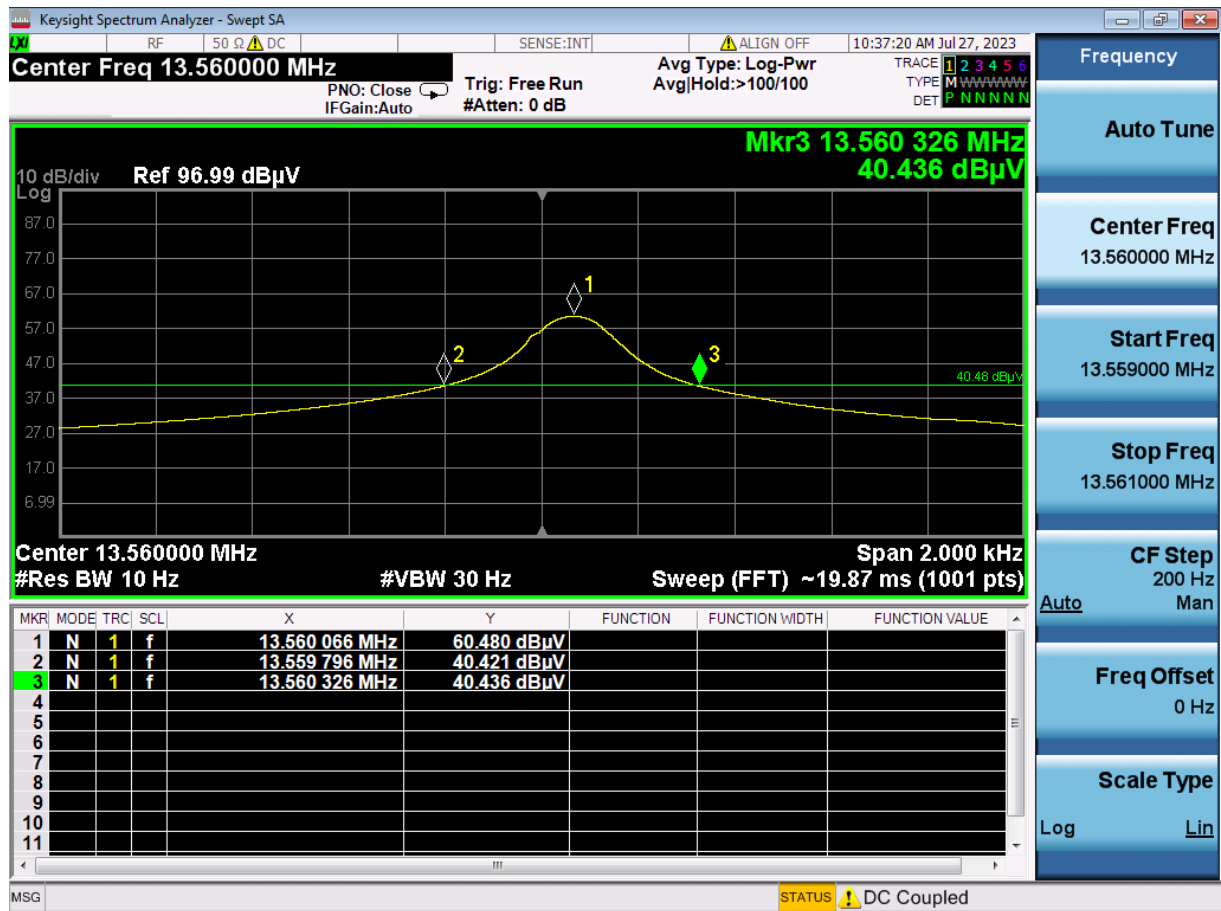 Keysight Spectrum Analyzer - Swept SA
LXI RF 50 Ω DC SENSE:INT ALIGN OFF 10:37:20 AM Jul 27, 2023
Center Freq 13.560000 MHz
PNO: Close
IFGain:Auto
Trig: Free Run
#Atten: 0 dB
Avg Type: Log-Pwr
Avg|Hold:>100/100
TRACE 1 2 3 4 5 6
TYPE M WWWWW
DET P N N N N N
Mkr3 13.560 326 MHz
40.436 dBµV
10 dB/div Ref 96.99 dBµV
Log
87.0
77.0
67.0
57.0
47.0
37.0
27.0
17.0
6.99
1
2
3
40.48 dBµV
Center 13.560000 MHz Span 2.000 kHz
#Res BW 10 Hz #VBW 30 Hz Sweep (FFT) ~19.87 ms (1001 pts)
MKR MODE TRC SCL X Y FUNCTION FUNCTION WIDTH FUNCTION VALUE
1 N 1 f 13.560 066 MHz 60.480 dBµV
2 N 1 f 13.559 796 MHz 40.421 dBµV
3 N 1 f 13.560 326 MHz 40.436 dBµV
4
5
6
7
8
9
10
11
MSG STATUS DC Coupled
Frequency
Auto Tune
Center Freq
13.560000 MHz
Start Freq
13.559000 MHz
Stop Freq
13.561000 MHz
CF Step
200 Hz
Auto Man
Freq Offset
0 Hz
Scale Type
Log Lin